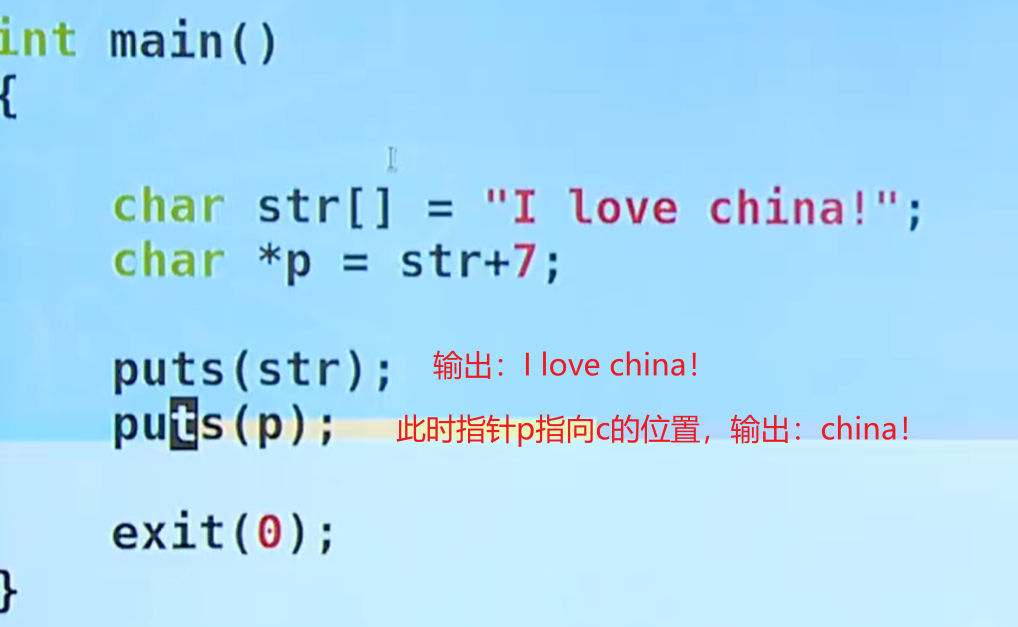 int main()
{
char str[] = "I love china!";
char *p = str+7;
puts(str); 输出：I love china!
puts(p); 此时指针p指向c的位置，输出：china!
exit(0);
}